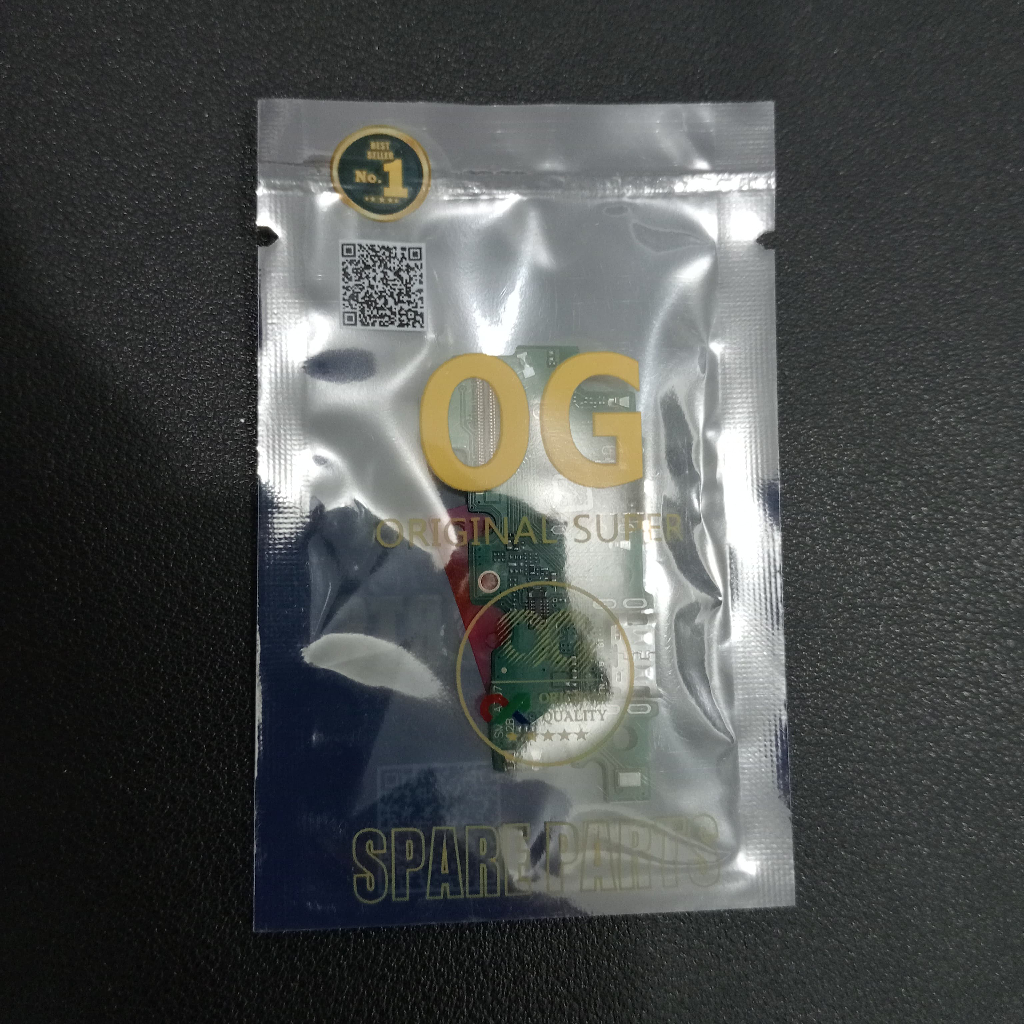 BEST
SELLER
No.1
OG
ORIGINAL SUPER
QUALITY
SPARE PARTS